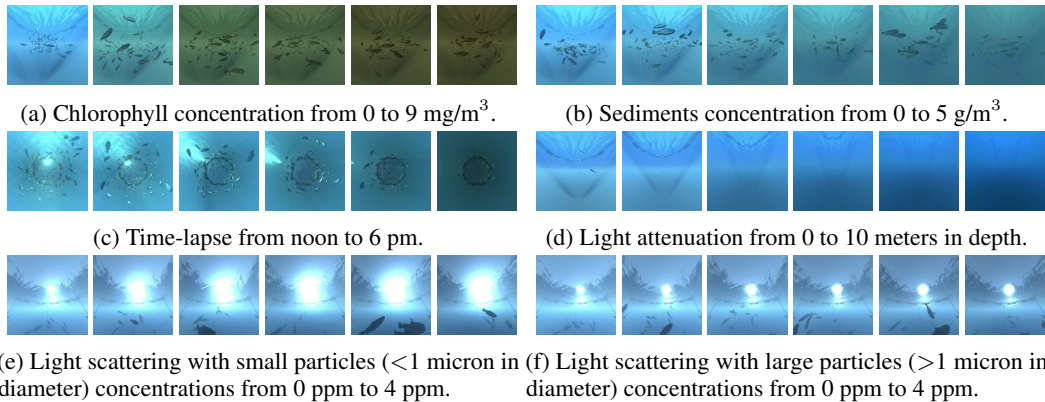 (a) Chlorophyll concentration from 0 to 9 mg/m³.
(b) Sediments concentration from 0 to 5 g/m³.
(c) Time-lapse from noon to 6 pm.
(d) Light attenuation from 0 to 10 meters in depth.
(e) Light scattering with small particles (<1 micron in
diameter) concentrations from 0 ppm to 4 ppm.
(f) Light scattering with large particles (>1 micron in
diameter) concentrations from 0 ppm to 4 ppm.